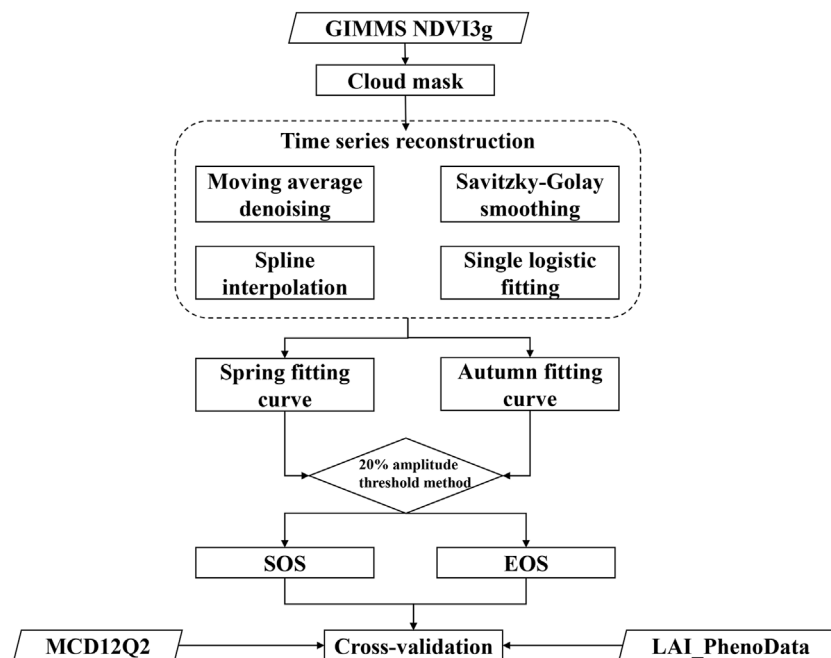 GIMMS NDVI3g
Cloud mask
Time series reconstruction
Moving average
denoising
Savitzky-Golay
smoothing
Spline
interpolation
Single logistic
fitting
Spring fitting
curve
Autumn fitting
curve
20% amplitude
threshold method
SOS
EOS
MCD12Q2
Cross-validation
LAI_PhenoData